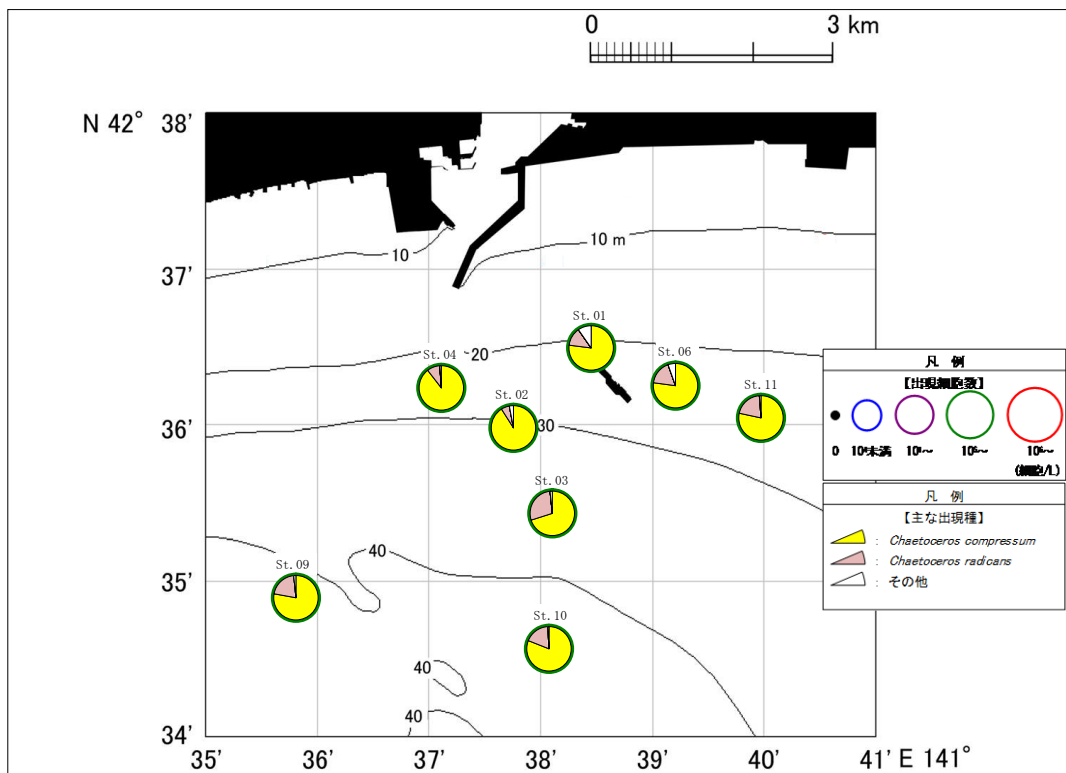 0 3 km
N 42° 38'
37'
36'
35'
34'
35' 36' 37' 38' 39' 40' 41' E 141°
10
10 m
20
30
40
40
40
St.01
St.04
St.06
St.02
St.11
St.03
St.09
St.10
凡 例
【出現細胞数】
0
(細胞/L)
凡 例
【主な出現種】
: Chaetoceros compressum
: Chaetoceros radicans
: その他